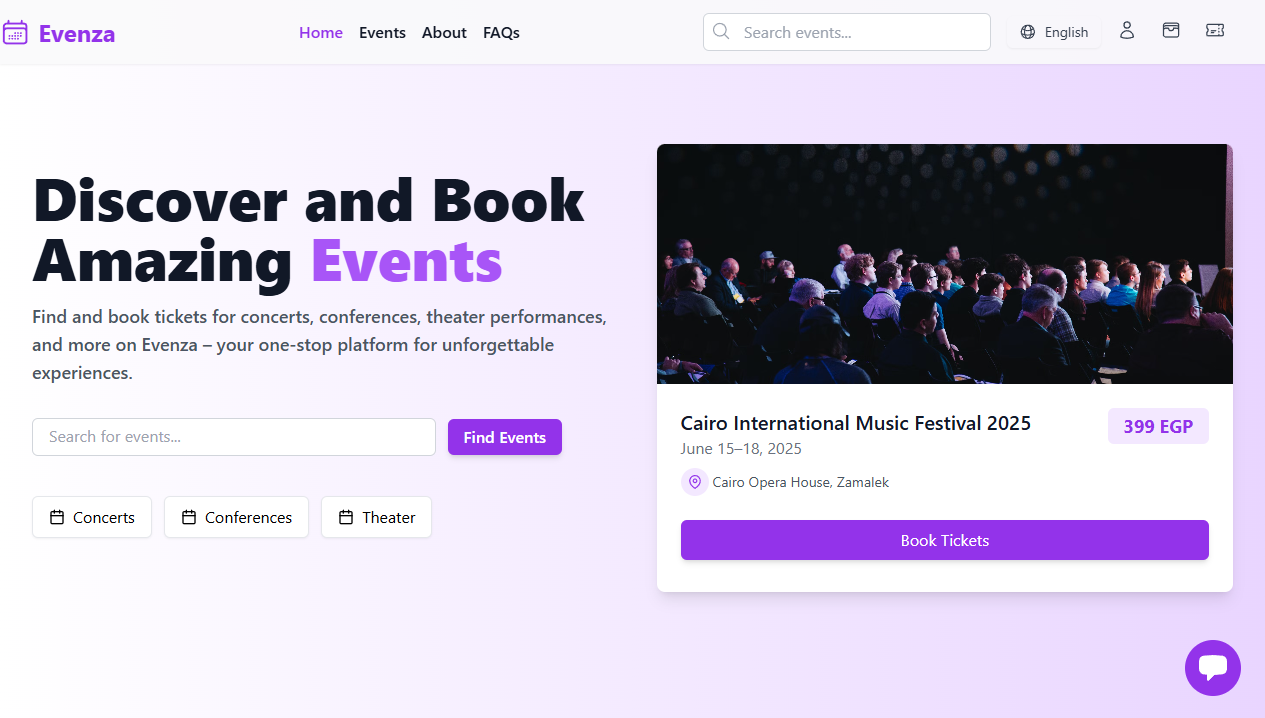 Evenza
Home Events About FAQs
Search events...
English
Discover and Book
Amazing Events
Find and book tickets for concerts, conferences, theater performances,
and more on Evenza – your one-stop platform for unforgettable
experiences.
Search for events...
Find Events
Concerts
Conferences
Theater
Cairo International Music Festival 2025
399 EGP
June 15–18, 2025
Cairo Opera House, Zamalek
Book Tickets